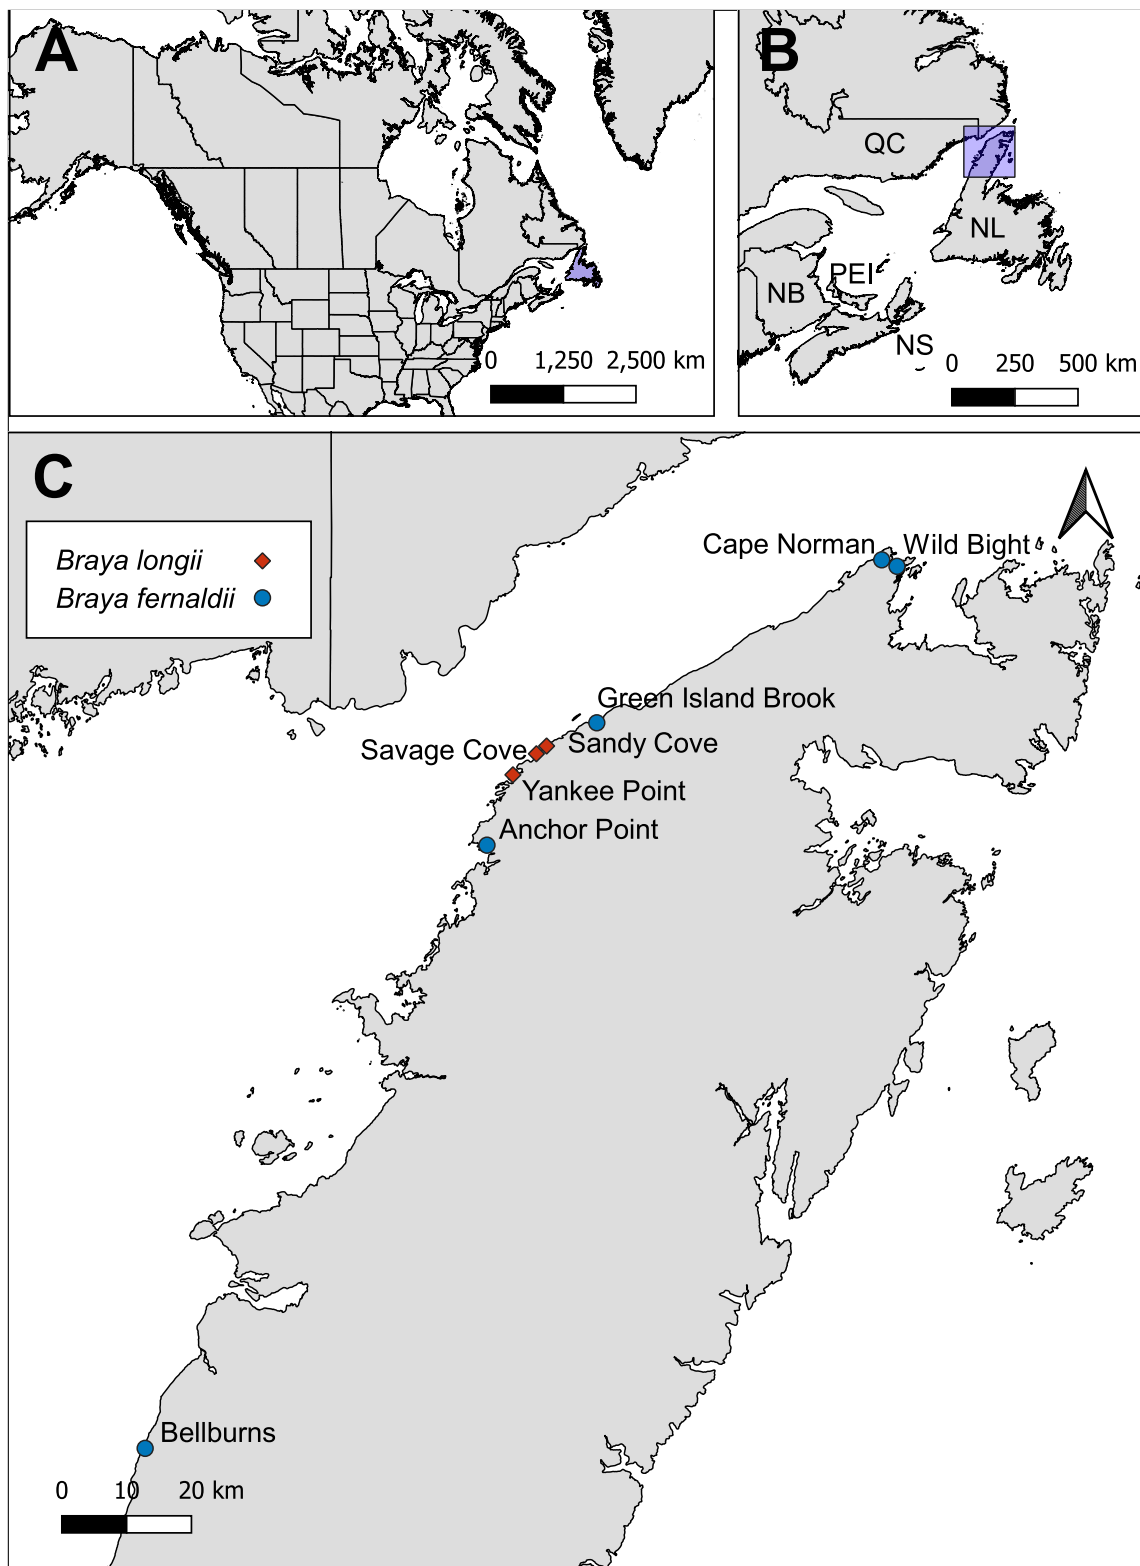 A
0 1,250 2,500 km
B
QC
NL
PEI
NB
NS
0 250 500 km
C
Braya longii
Braya fernaldii
Cape Norman
Wild Bight
Green Island Brook
Savage Cove
Sandy Cove
Yankee Point
Anchor Point
Bellburns
0 10 20 km